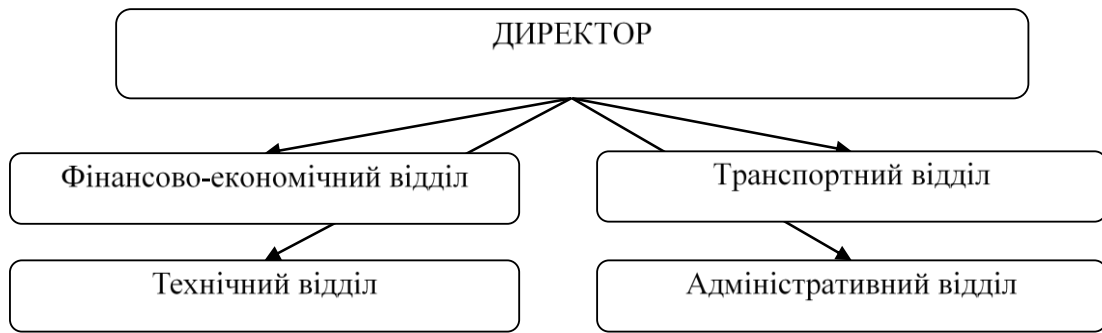 ДИРЕКТОР
Фінансово-економічний відділ
Транспортний відділ
Технічний відділ
Адміністративний відділ